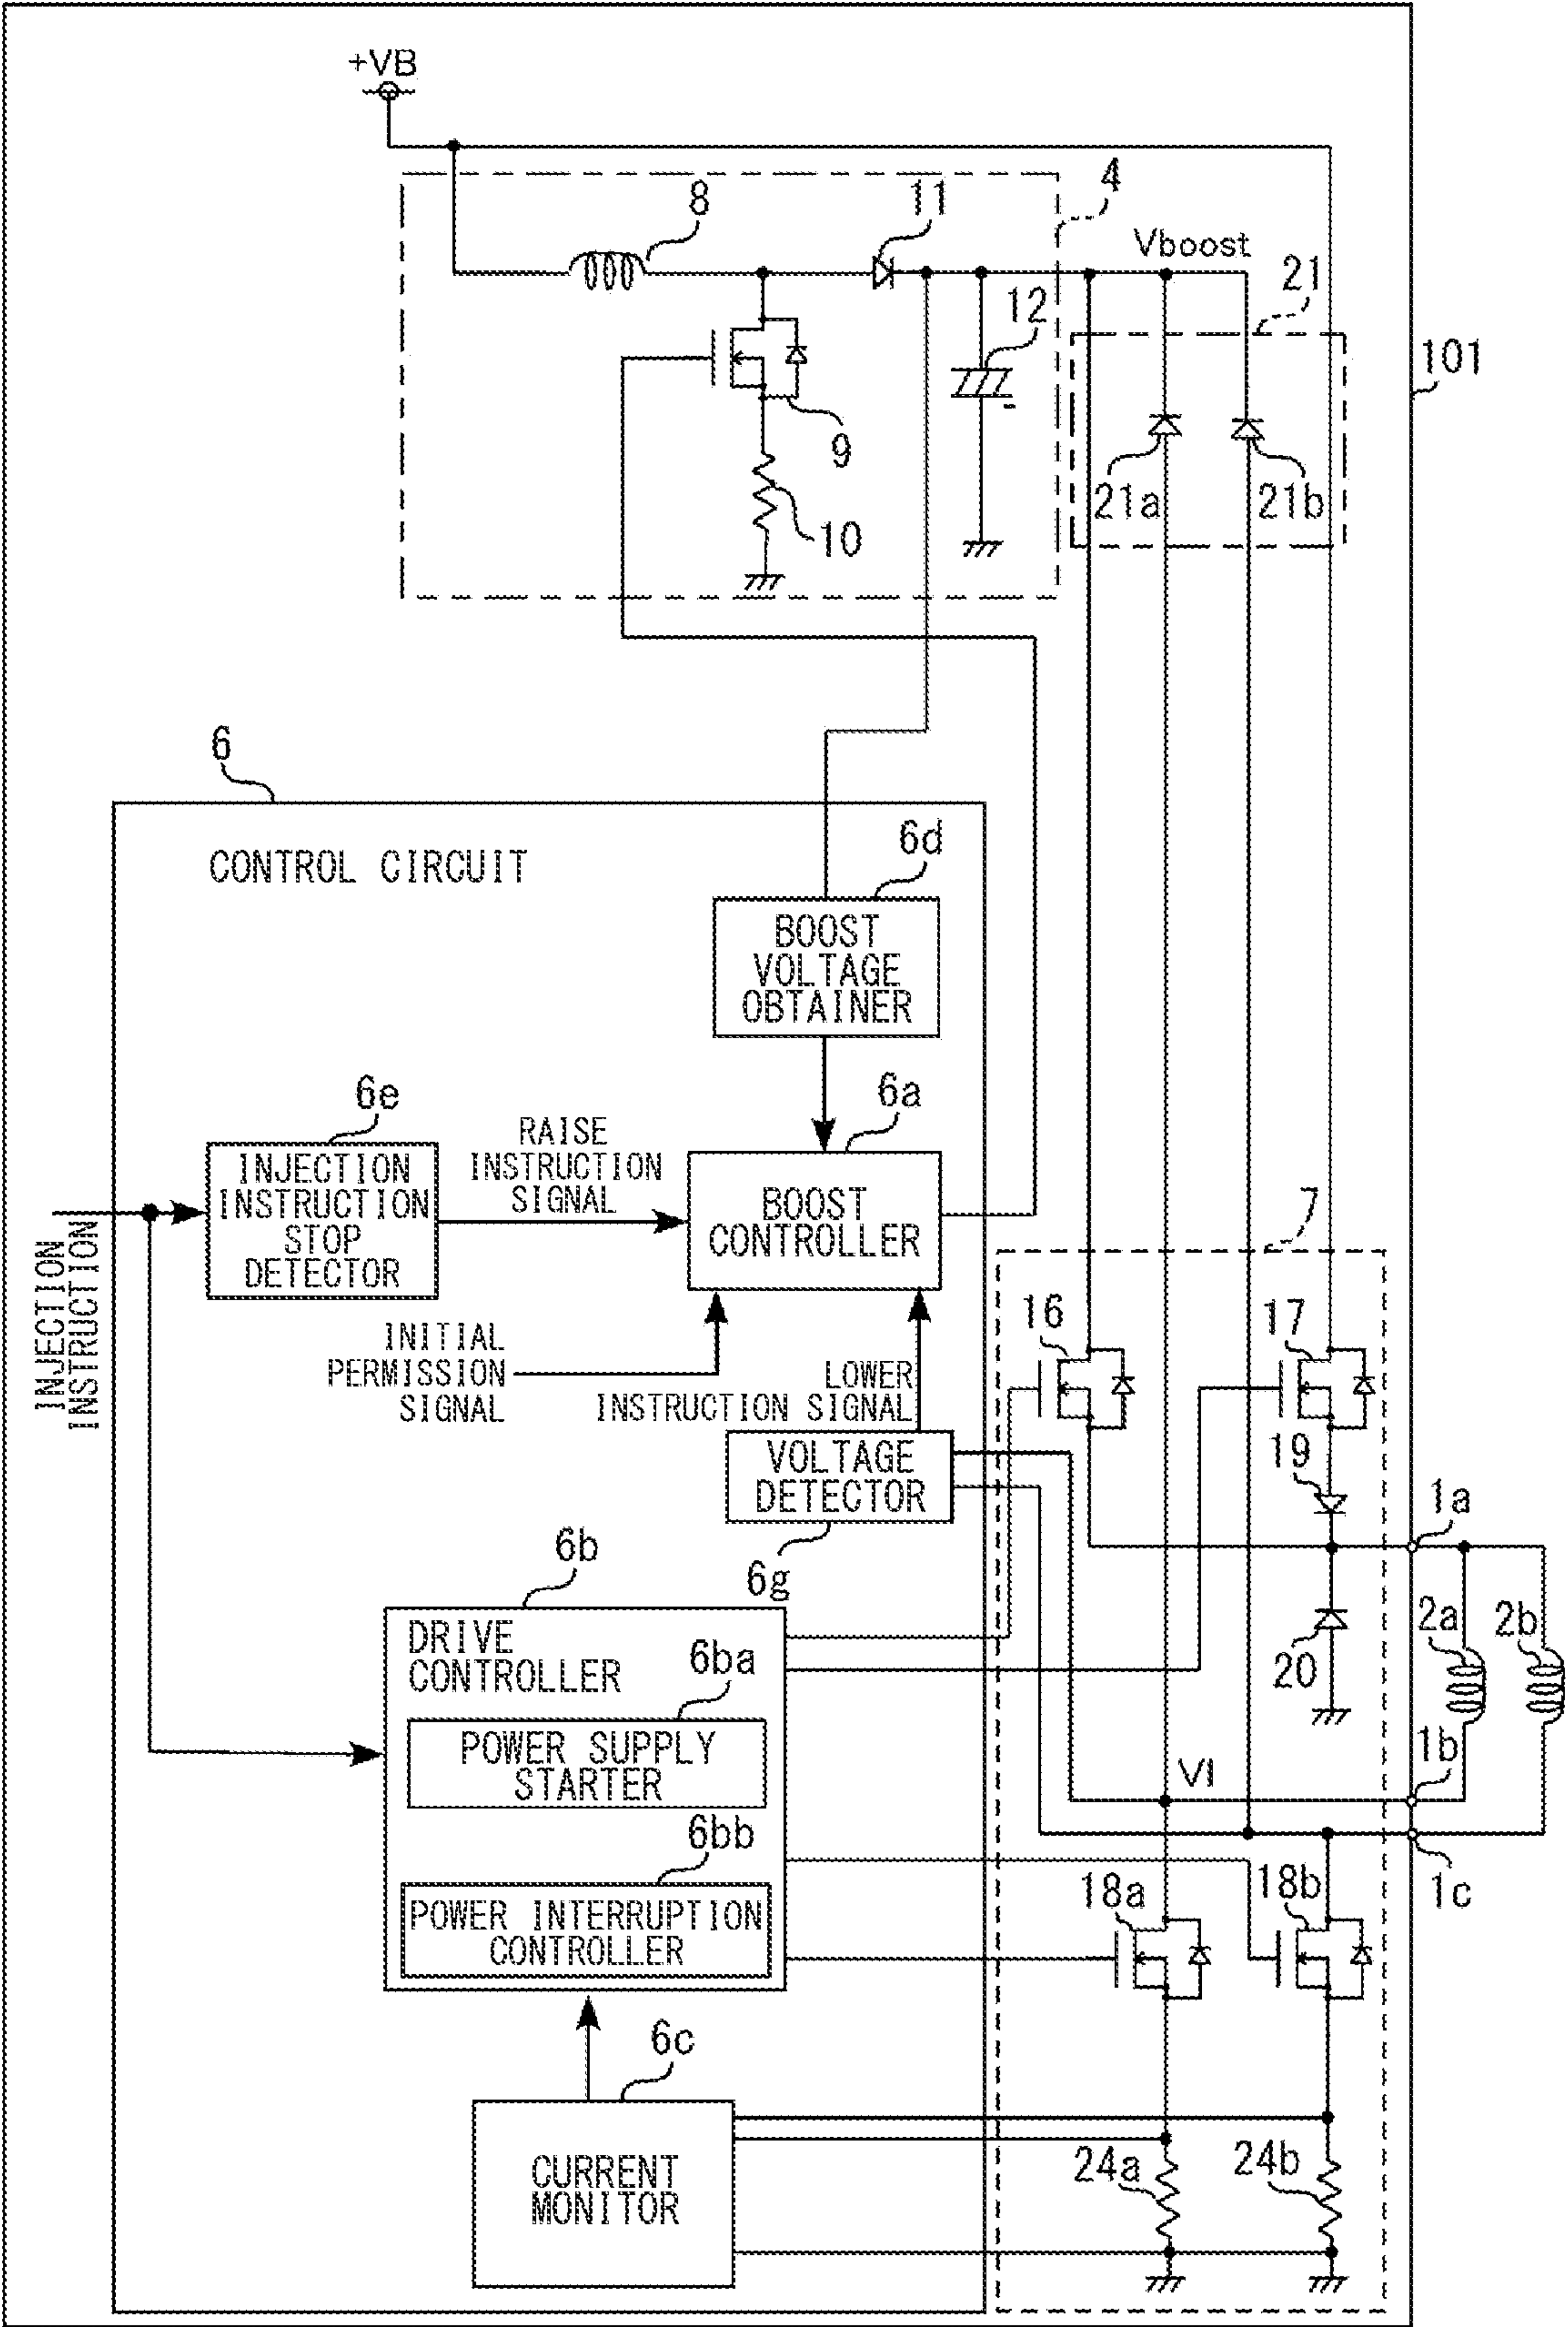 +VB
4
8
11
Vboost
21
12
101
9
10
21a
21b
6
CONTROL CIRCUIT
6d
BOOST
VOLTAGE
OBTAINER
6e
6a
RAISE
INSTRUCTION
SIGNAL
INJECTION
INSTRUCTION
STOP
DETECTOR
BOOST
CONTROLLER
INJECTION
INSTRUCTION
7
INITIAL
PERMISSION
SIGNAL
LOWER
INSTRUCTION SIGNAL
16
17
19
VOLTAGE
DETECTOR
6g
1a
6b
DRIVE
CONTROLLER
6ba
20
2a
2b
POWER SUPPLY
STARTER
VI
1b
6bb
POWER INTERRUPTION
CONTROLLER
18a
18b
1c
6c
CURRENT
MONITOR
24a
24b